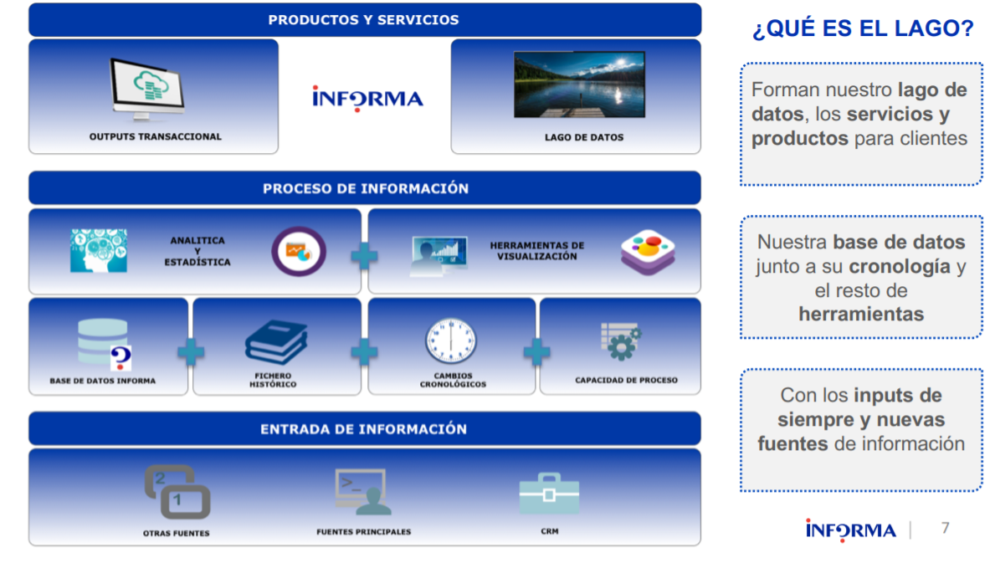 PRODUCTOS Y SERVICIOS
OUTPUTS TRANSACCIONAL
INFORMA
LAGO DE DATOS
PROCESO DE INFORMACIÓN
ANALITICA
Y
ESTADÍSTICA
HERRAMIENTAS DE
VISUALIZACIÓN
?
BASE DE DATOS INFORMA
FICHERO
HISTÓRICO
CAMBIOS
CRONOLÓGICOS
CAPACIDAD DE PROCESO
ENTRADA DE INFORMACIÓN
2
1
OTRAS FUENTES
>_
FUENTES PRINCIPALES
CRM
¿QUÉ ES EL LAGO?
Forman nuestro lago de
datos, los servicios y
productos para clientes
Nuestra base de datos
junto a su cronología y
el resto de
herramientas
Con los inputs de
siempre y nuevas
fuentes de información
INFORMA | 7